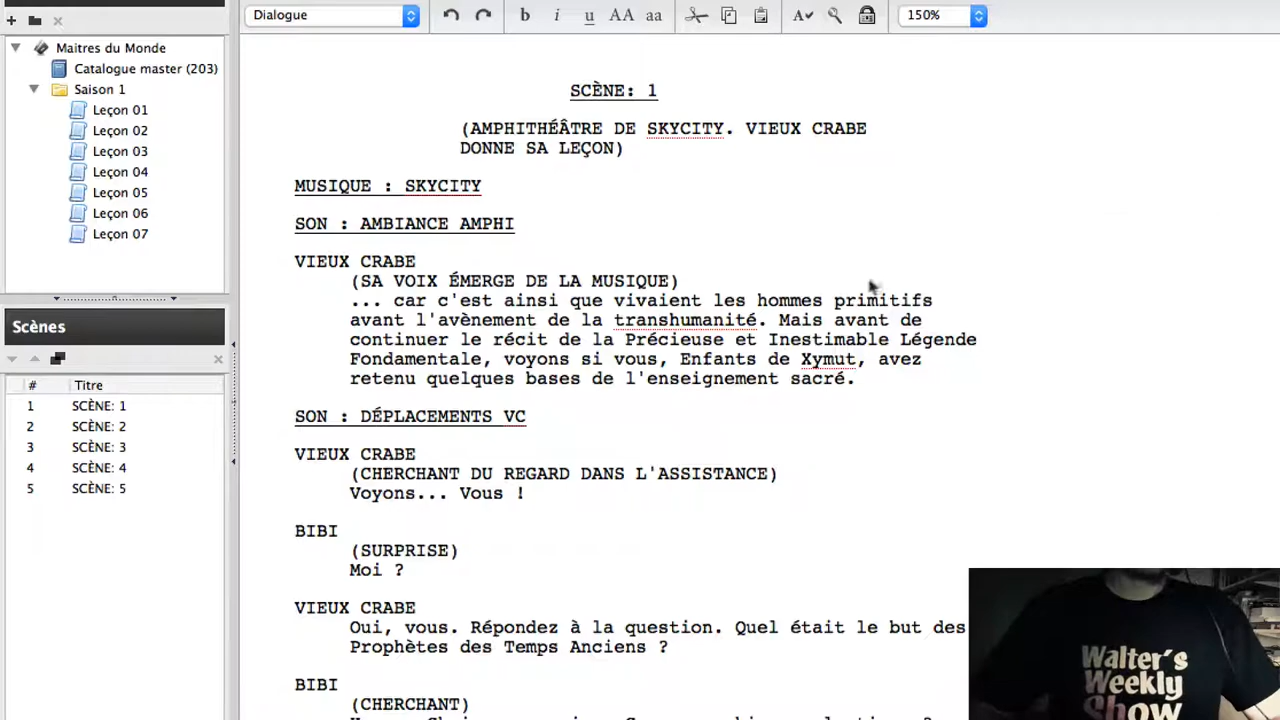 Dialogue
b i u AA aa
150%
Maitres du Monde
Catalogue master (203)
Saison 1
Leçon 01
Leçon 02
Leçon 03
Leçon 04
Leçon 05
Leçon 06
Leçon 07
Scènes
# Titre
1 SCÈNE: 1
2 SCÈNE: 2
3 SCÈNE: 3
4 SCÈNE: 4
5 SCÈNE: 5
SCÈNE: 1
(AMPHITHÉÂTRE DE SKYCITY. VIEUX CRABE
DONNE SA LEÇON)
MUSIQUE : SKYCITY
SON : AMBIANCE AMPHI
VIEUX CRABE
(SA VOIX ÉMERGE DE LA MUSIQUE)
... car c'est ainsi que vivaient les hommes primitifs
avant l'avènement de la transhumanité. Mais avant de
continuer le récit de la Précieuse et Inestimable Légende
Fondamentale, voyons si vous, Enfants de Xymut, avez
retenu quelques bases de l'enseignement sacré.
SON : DÉPLACEMENTS VC
VIEUX CRABE
(CHERCHANT DU REGARD DANS L'ASSISTANCE)
Voyons... Vous !
BIBI
(SURPRISE)
Moi ?
VIEUX CRABE
Oui, vous. Répondez à la question. Quel était le but des
Prophètes des Temps Anciens ?
BIBI
(CHERCHANT)
Walter's
Weekly
Show